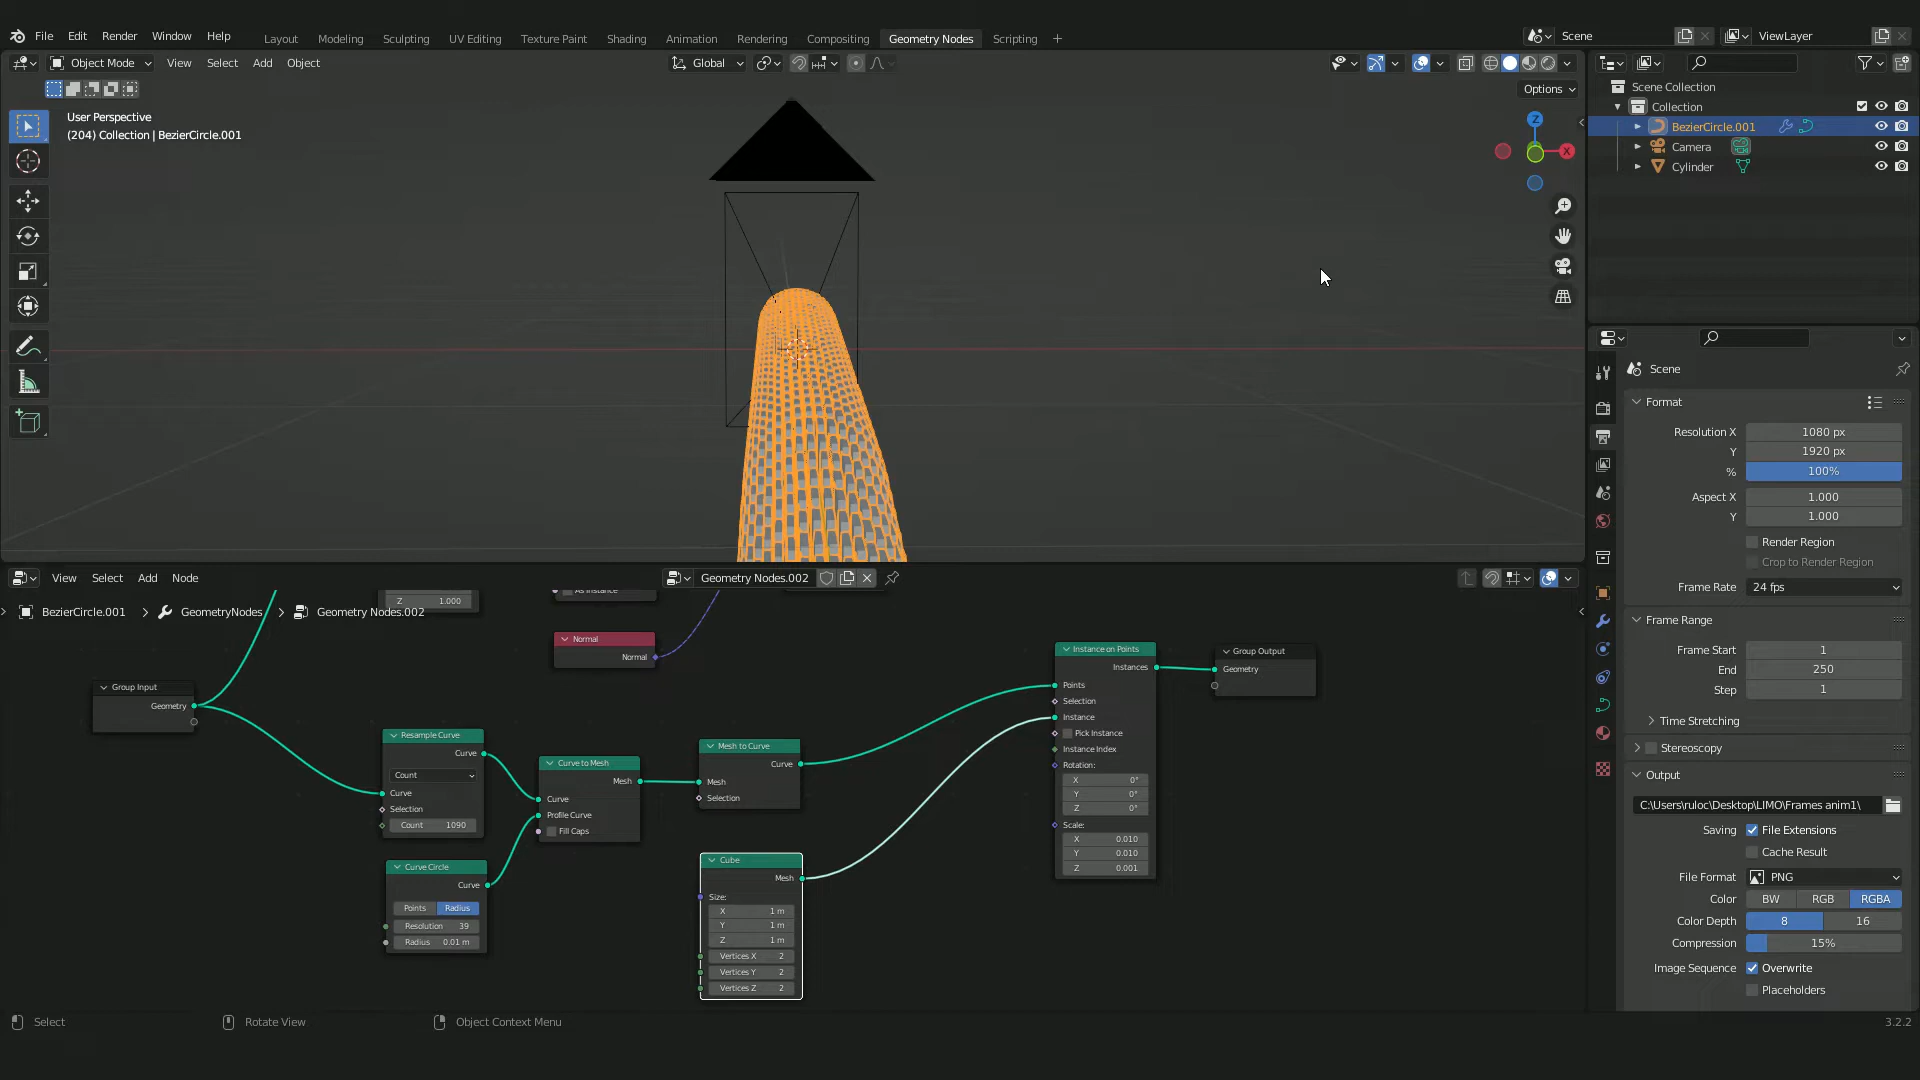 File Edit Render Window Help Layout Modeling Sculpting UV Editing Texture Paint Shading Animation Rendering Compositing Geometry Nodes Scripting Scene ViewLayer
Object Mode View Select Add Object Global
Options
User Perspective
(204) Collection | BezierCircle.001
Z
X
Scene Collection
Collection
BezierCircle.001
Camera
Cylinder
Scene
Format
Resolution X 1080 px
Y 1920 px
% 100%
Aspect X 1.000
Y 1.000
Render Region
Crop to Render Region
Frame Rate 24 fps
Frame Range
Frame Start 1
End 250
Step 1
Time Stretching
Stereoscopy
Output
C:\Users\ruloc\Desktop\LIMO\Frames anim1\
Saving File Extensions
Cache Result
File Format PNG
Color BW RGB RGBA
Color Depth 8 16
Compression 15%
Image Sequence Overwrite
Placeholders
View Select Add Node Geometry Nodes.002
BezierCircle.001 GeometryNodes Geometry Nodes.002
Z 1.000
As Instance
Normal
Normal
Group Input
Geometry
Resample Curve
Curve
Count
Curve
Selection
Count 1090
Curve Circle
Curve
Points Radius
Resolution 39
Radius 0.01 m
Curve to Mesh
Mesh
Curve
Profile Curve
Fill Caps
Mesh to Curve
Curve
Mesh
Selection
Cube
Mesh
Size:
X 1 m
Y 1 m
Z 1 m
Vertices X 2
Vertices Y 2
Vertices Z 2
Instance on Points
Instances
Points
Selection
Instance
Pick Instance
Instance Index
Rotation:
X 0°
Y 0°
Z 0°
Scale:
X 0.010
Y 0.010
Z 0.001
Group Output
Geometry
Select Rotate View Object Context Menu 3.2.2